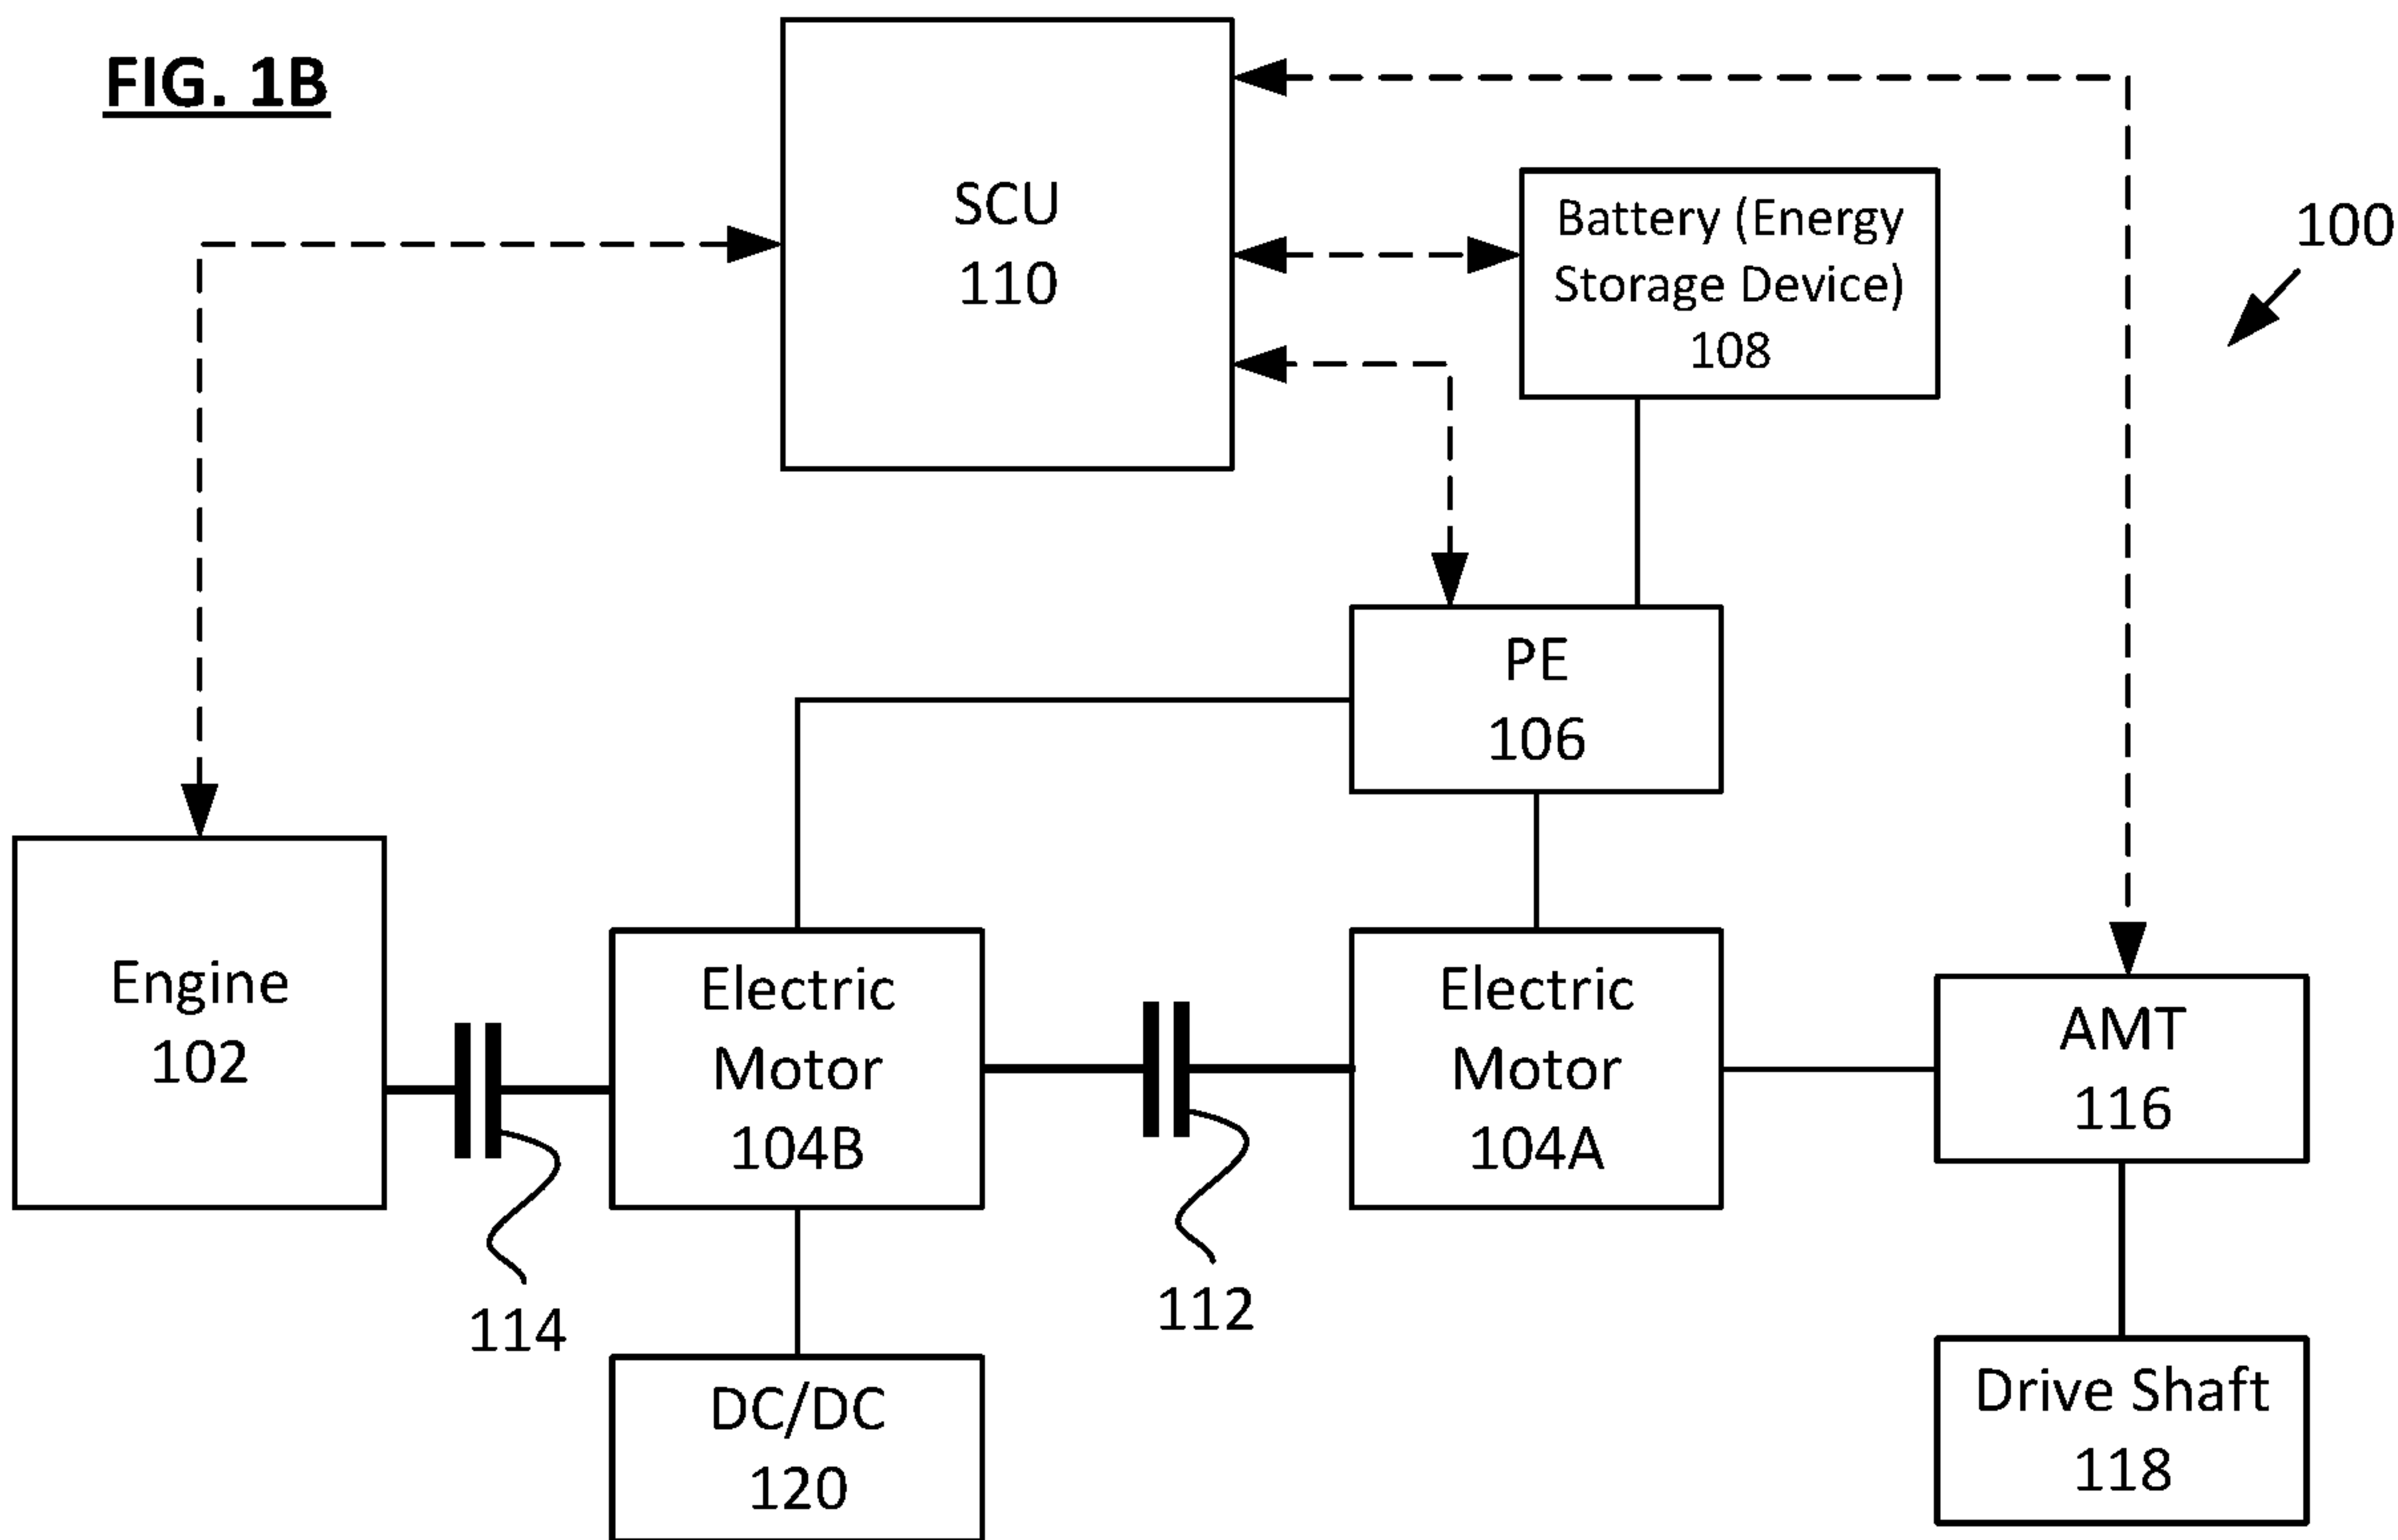 FIG. 1B
SCU
110
Battery (Energy
Storage Device)
108
100
PE
106
Engine
102
Electric
Motor
104B
Electric
Motor
104A
AMT
116
114
112
DC/DC
120
Drive Shaft
118